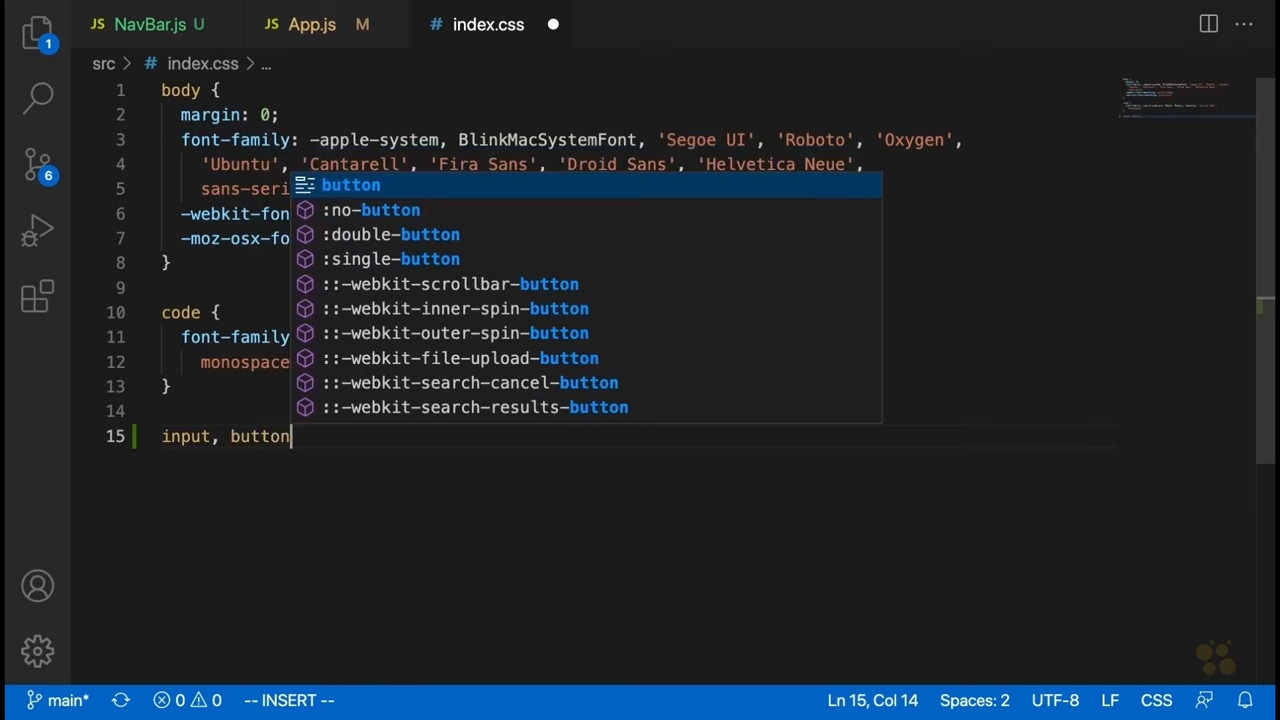 JS NavBar.js U JS App.js M # index.css
src > # index.css > ...
1 body {
2 margin: 0;
3 font-family: -apple-system, BlinkMacSystemFont, 'Segoe UI', 'Roboto', 'Oxygen',
4 'Ubuntu', 'Cantarell', 'Fira Sans', 'Droid Sans', 'Helvetica Neue',
5 sans-seri
button
:no-button
6 -webkit-fon
:double-button
7 -moz-osx-fo
:single-button
8 }
::-webkit-scrollbar-button
9
::-webkit-inner-spin-button
10 code {
::-webkit-outer-spin-button
11 font-family
::-webkit-file-upload-button
12 monospace
::-webkit-search-cancel-button
13 }
::-webkit-search-results-button
14
15 input, button
1
6
main* 0 0 -- INSERT -- Ln 15, Col 14 Spaces: 2 UTF-8 LF CSS